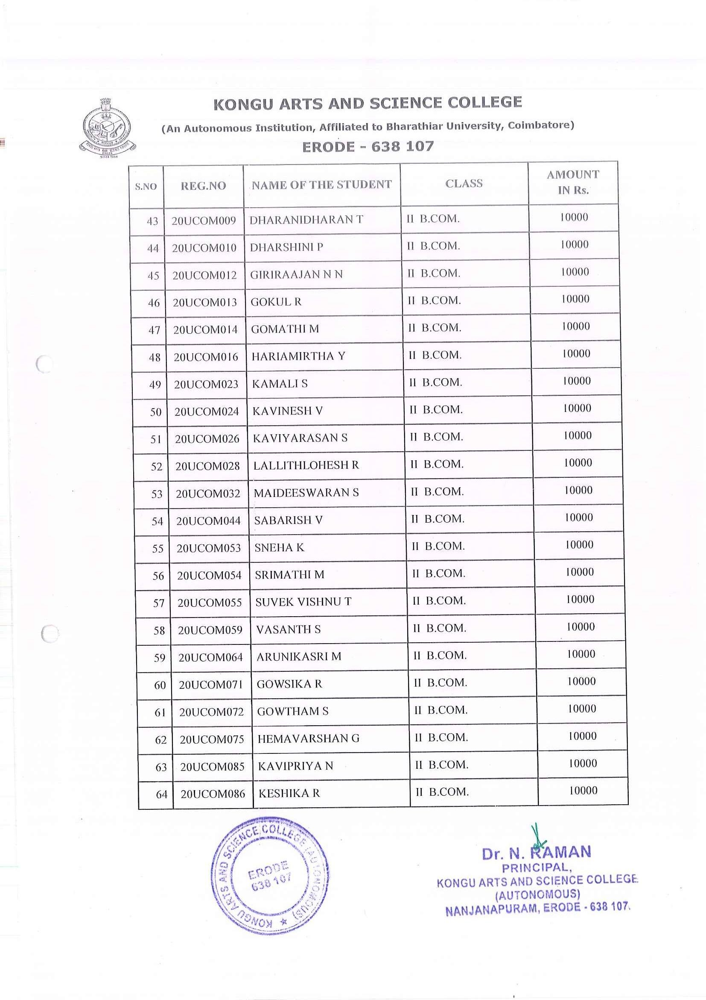 KONGU ARTS AND SCIENCE COLLEGE
(An Autonomous Institution, Affiliated to Bharathiar University, Coimbatore)
ERODE - 638 107
KONGU ARTS AND SCIENCE COLLEGE
ERODE
Since 1994
S.NO REG.NO NAME OF THE STUDENT CLASS AMOUNT IN Rs.
43 20UCOM009 DHARANIDHARAN T II B.COM. 10000
44 20UCOM010 DHARSHINI P II B.COM. 10000
45 20UCOM012 GIRIRAAJAN N N II B.COM. 10000
46 20UCOM013 GOKUL R II B.COM. 10000
47 20UCOM014 GOMATHI M II B.COM. 10000
48 20UCOM016 HARIAMIRTHA Y II B.COM. 10000
49 20UCOM023 KAMALI S II B.COM. 10000
50 20UCOM024 KAVINESH V II B.COM. 10000
51 20UCOM026 KAVIYARASAN S II B.COM. 10000
52 20UCOM028 LALLITHLOHESH R II B.COM. 10000
53 20UCOM032 MAIDEESWARAN S II B.COM. 10000
54 20UCOM044 SABARISH V II B.COM. 10000
55 20UCOM053 SNEHA K II B.COM. 10000
56 20UCOM054 SRIMATHI M II B.COM. 10000
57 20UCOM055 SUVEK VISHNU T II B.COM. 10000
58 20UCOM059 VASANTH S II B.COM. 10000
59 20UCOM064 ARUNIKASRI M II B.COM. 10000
60 20UCOM071 GOWSIKA R II B.COM. 10000
61 20UCOM072 GOWTHAM S II B.COM. 10000
62 20UCOM075 HEMAVARSHAN G II B.COM. 10000
63 20UCOM085 KAVIPRIYA N II B.COM. 10000
64 20UCOM086 KESHIKA R II B.COM. 10000
KONGU ARTS AND SCIENCE COLLEGE (AUTONOMOUS)
ERODE
638 107
Dr. N. RAMAN
PRINCIPAL,
KONGU ARTS AND SCIENCE COLLEGE
(AUTONOMOUS)
NANJANAPURAM, ERODE - 638 107.